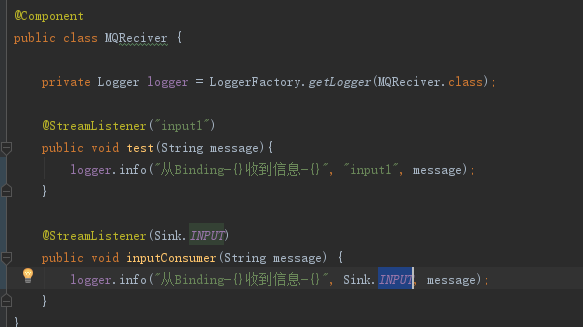 @Component
public class MQReciver {
private Logger logger = LoggerFactory.getLogger(MQReciver.class);
@StreamListener("input1")
public void test(String message){
logger.info("从Binding-{}收到信息-{}", "input1", message);
}
@StreamListener(Sink.INPUT)
public void inputConsumer(String message) {
logger.info("从Binding-{}收到信息-{}", Sink.INPUT, message);
}
}